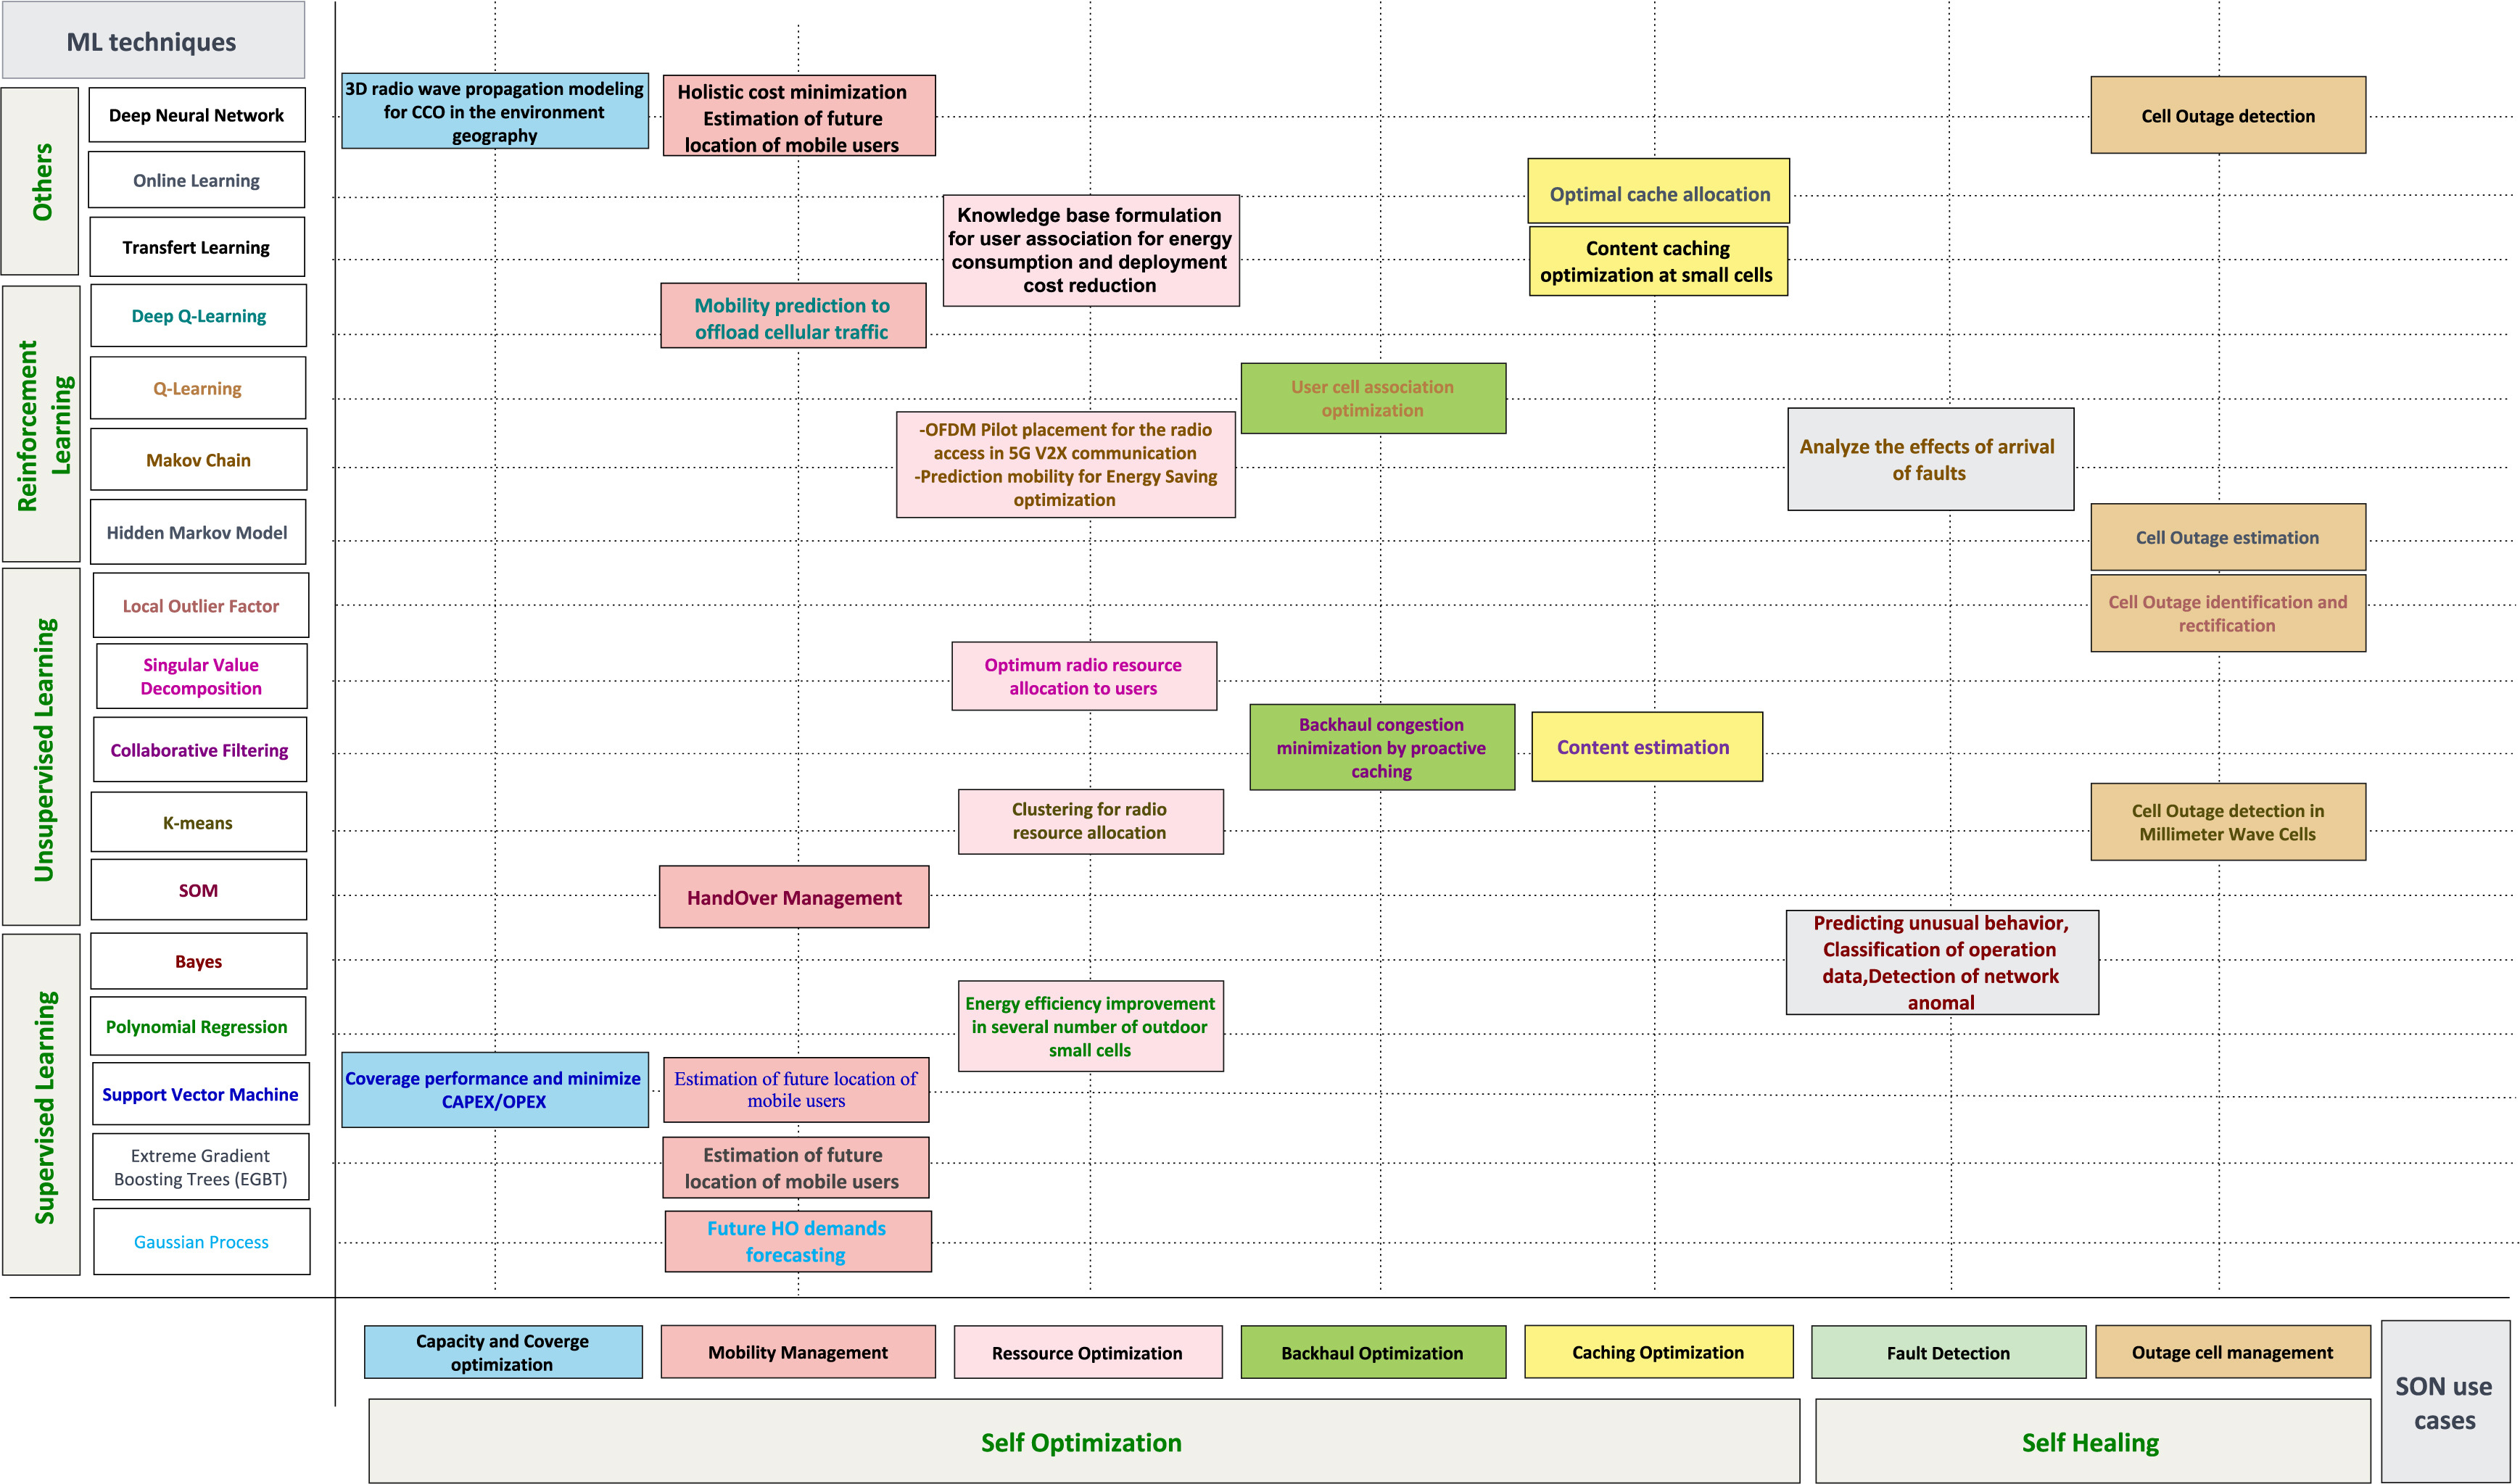 ML techniques
Others
Deep Neural Network
3D radio wave propagation modeling
for CCO in the environment
geography
Holistic cost minimization
Estimation of future
location of mobile users
Cell Outage detection
Online Learning
Optimal cache allocation
Transfert Learning
Knowledge base formulation
for user association for energy
consumption and deployment
cost reduction
Content caching
optimization at small cells
Reinforcement
Learning
Deep Q-Learning
Mobility prediction to
offload cellular traffic
Q-Learning
User cell association
optimization
Makov Chain
-OFDM Pilot placement for the radio
access in 5G V2X communication
-Prediction mobility for Energy Saving
optimization
Analyze the effects of arrival
of faults
Hidden Markov Model
Cell Outage estimation
Unsupervised Learning
Local Outlier Factor
Cell Outage identification and
rectification
Singular Value
Decomposition
Optimum radio resource
allocation to users
Collaborative Filtering
Backhaul congestion
minimization by proactive
caching
Content estimation
K-means
Clustering for radio
resource allocation
Cell Outage detection in
Millimeter Wave Cells
SOM
HandOver Management
Supervised Learning
Bayes
Predicting unusual behavior,
Classification of operation
data,Detection of network
anomal
Polynomial Regression
Energy efficiency improvement
in several number of outdoor
small cells
Support Vector Machine
Coverage performance and minimize
CAPEX/OPEX
Estimation of future location of
mobile users
Extreme Gradient
Boosting Trees (EGBT)
Estimation of future
location of mobile users
Gaussian Process
Future HO demands
forecasting
Capacity and Coverge
optimization
Mobility Management
Ressource Optimization
Backhaul Optimization
Caching Optimization
Fault Detection
Outage cell management
SON use
cases
Self Optimization
Self Healing